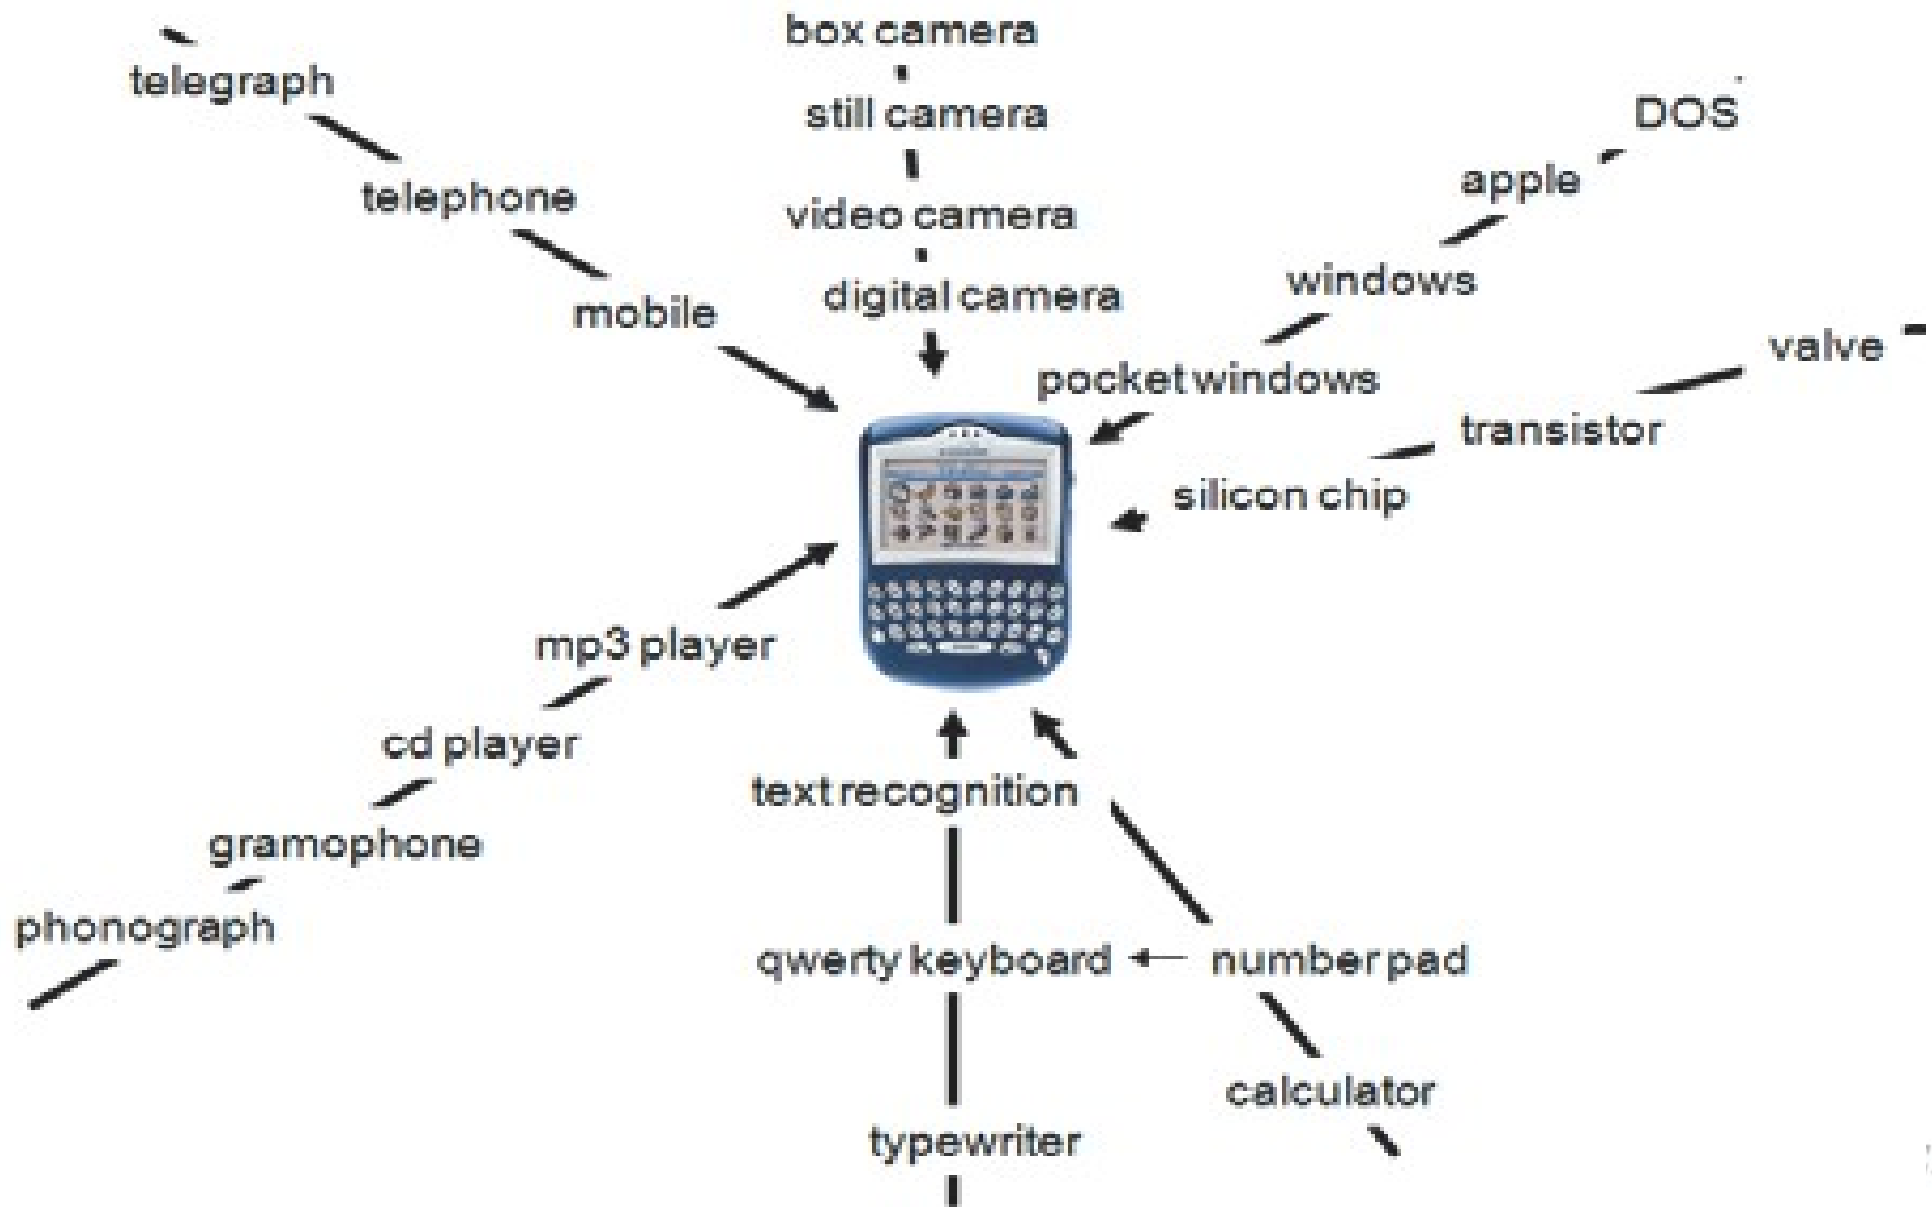 box camera
telegraph
still camera
DOS
apple
telephone
video camera
windows
digital camera
mobile
valve
pocket windows
transistor
silicon chip
mp3 player
cd player
text recognition
gramophone
phonograph
qwerty keyboard
number pad
calculator
typewriter